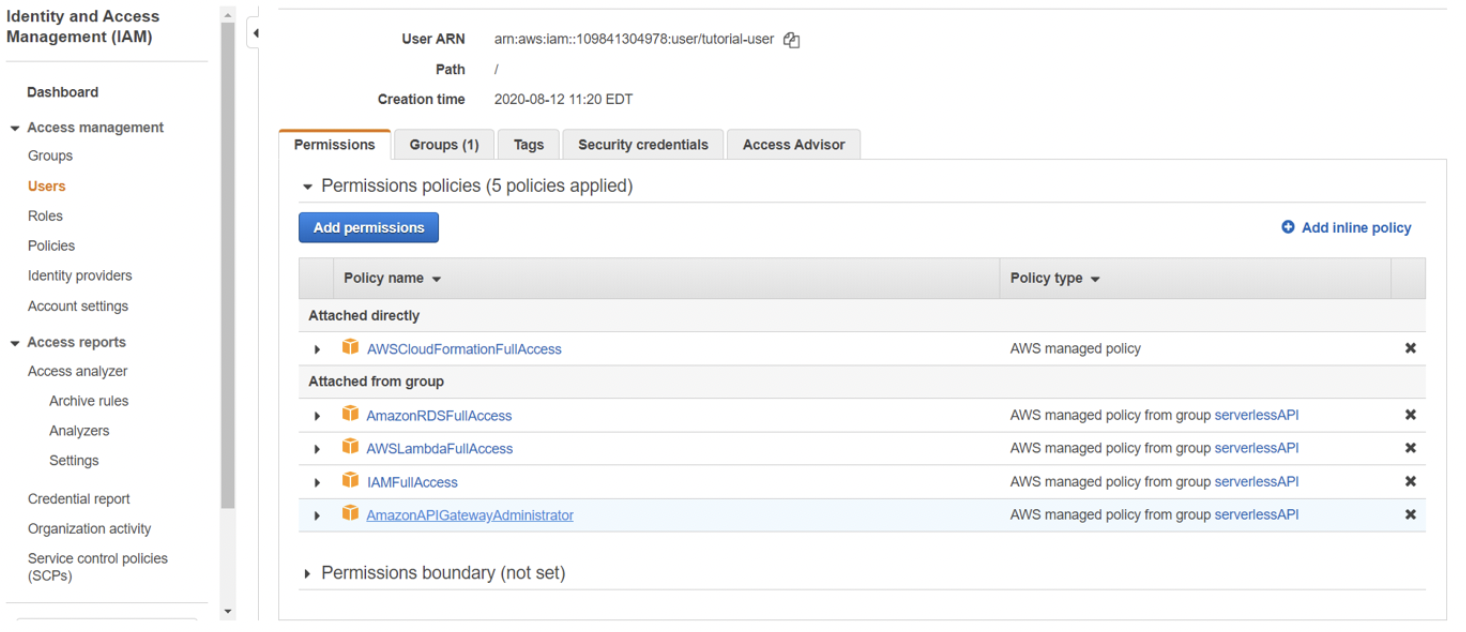 Identity and Access
Management (IAM)
Dashboard
Access management
Groups
Users
Roles
Policies
Identity providers
Account settings
Access reports
Access analyzer
Archive rules
Analyzers
Settings
Credential report
Organization activity
Service control policies
(SCPs)
User ARN arn:aws:iam::109841304978:user/tutorial-user
Path /
Creation time 2020-08-12 11:20 EDT
Permissions Groups (1) Tags Security credentials Access Advisor
Permissions policies (5 policies applied)
Add permissions Add inline policy
Policy name Policy type
Attached directly
AWSCloudFormationFullAccess AWS managed policy
Attached from group
AmazonRDSFullAccess AWS managed policy from group serverlessAPI
AWSLambdaFullAccess AWS managed policy from group serverlessAPI
IAMFullAccess AWS managed policy from group serverlessAPI
AmazonAPIGatewayAdministrator AWS managed policy from group serverlessAPI
Permissions boundary (not set)